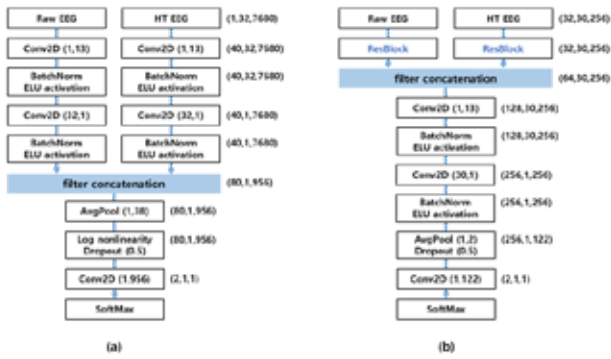 Raw EEG
HT EEG
(1,32,7680)
Conv2D (1,13)
Conv2D (1,13)
(40,32,7680)
BatchNorm
ELU activation
BatchNorm
ELU activation
(40,32,7680)
Conv2D (32,1)
Conv2D (32,1)
(40,1,7680)
BatchNorm
ELU activation
BatchNorm
ELU activation
(40,1,7680)
filter concatenation
(80,1,956)
AvgPool (1,38)
(80,1,956)
Log nonlinearity
Dropout (0.5)
(80,1,956)
Conv2D (1,956)
(2,1,1)
SoftMax
(a)
Raw EEG
HT EEG
(32,30,256)
ResBlock
ResBlock
(32,30,256)
filter concatenation
(64,30,256)
Conv2D (1,13)
(128,30,256)
BatchNorm
ELU activation
(128,30,256)
Conv2D (30,1)
(256,1,256)
BatchNorm
ELU activation
(256,1,256)
AvgPool (1,2)
Dropout (0.5)
(256,1,122)
Conv2D (1,122)
(2,1,1)
SoftMax
(b)